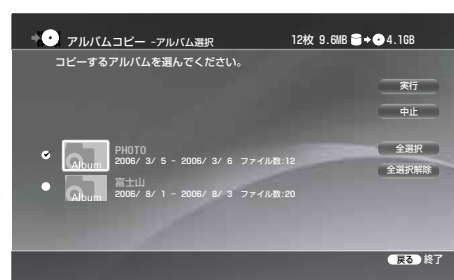 アルバムコピー -アルバム選択
12枚 9.6MB 4.1GB
コピーするアルバムを選んでください。
実行
中止
Album
PHOTO
2006/ 3/ 5 - 2006/ 3/ 6 ファイル数:12
全選択
全選択解除
Album
富士山
2006/ 8/ 1 - 2006/ 8/ 3 ファイル数:20
戻る 終了